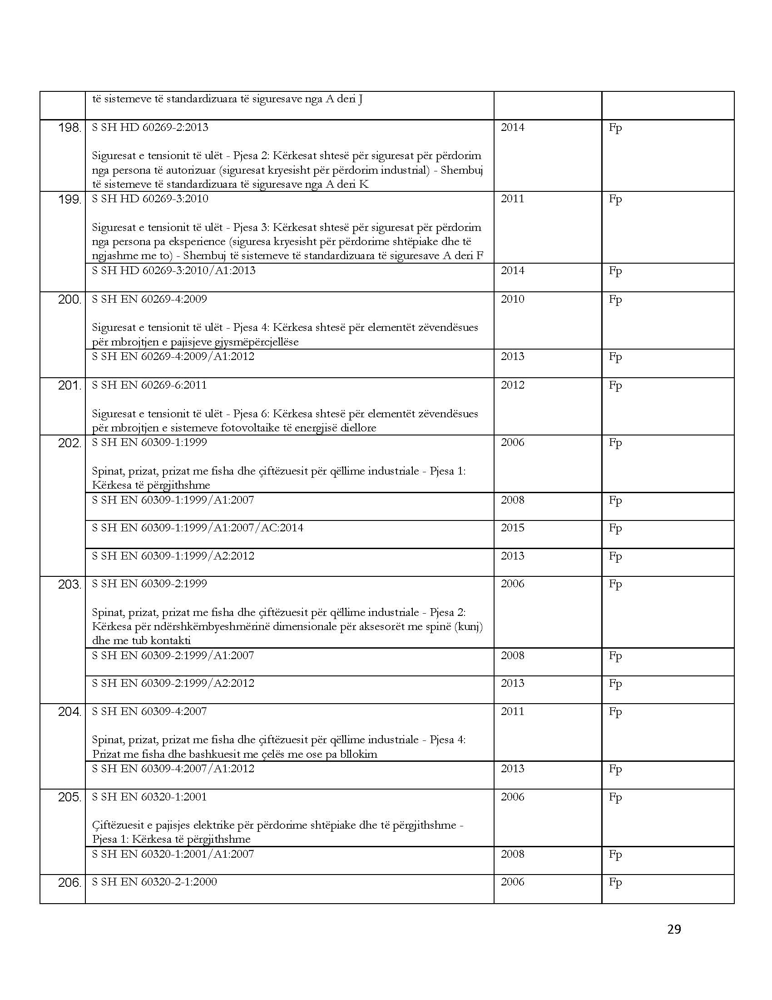 të sistemeve të standardizuara të siguresave nga A deri J
198. S SH HD 60269-2:2013 2014 Fp
Siguresat e tensionit të ulët - Pjesa 2: Kërkesat shtesë për siguresat për përdorim
nga persona të autorizuar (siguresat kryesisht për përdorim industrial) - Shembuj
të sistemeve të standardizuara të siguresave nga A deri K
199. S SH HD 60269-3:2010 2011 Fp
Siguresat e tensionit të ulët - Pjesa 3: Kërkesat shtesë për siguresat për përdorim
nga persona pa eksperience (siguresa kryesisht për përdorime shtëpiake dhe të
ngjashme me to) - Shembuj të sistemeve të standardizuara të siguresave A deri F
S SH HD 60269-3:2010/A1:2013 2014 Fp
200. S SH EN 60269-4:2009 2010 Fp
Siguresat e tensionit të ulët - Pjesa 4: Kërkesa shtesë për elementët zëvendësues
për mbrojtjen e pajisjeve gjysmëpërcjellëse
S SH EN 60269-4:2009/A1:2012 2013 Fp
201. S SH EN 60269-6:2011 2012 Fp
Siguresat e tensionit të ulët - Pjesa 6: Kërkesa shtesë për elementët zëvendësues
për mbrojtjen e sistemeve fotovoltaike të energjisë diellore
202. S SH EN 60309-1:1999 2006 Fp
Spinat, prizat, prizat me fisha dhe çiftëzuesit për qëllime industriale - Pjesa 1:
Kërkesa të përgjithshme
S SH EN 60309-1:1999/A1:2007 2008 Fp
S SH EN 60309-1:1999/A1:2007/AC:2014 2015 Fp
S SH EN 60309-1:1999/A2:2012 2013 Fp
203. S SH EN 60309-2:1999 2006 Fp
Spinat, prizat, prizat me fisha dhe çiftëzuesit për qëllime industriale - Pjesa 2:
Kërkesa për ndërshkëmbyeshmërinë dimensionale për aksesorët me spinë (kunj)
dhe me tub kontakti
S SH EN 60309-2:1999/A1:2007 2008 Fp
S SH EN 60309-2:1999/A2:2012 2013 Fp
204. S SH EN 60309-4:2007 2011 Fp
Spinat, prizat, prizat me fisha dhe çiftëzuesit për qëllime industriale - Pjesa 4:
Prizat me fisha dhe bashkuesit me çelës me ose pa bllokim
S SH EN 60309-4:2007/A1:2012 2013 Fp
205. S SH EN 60320-1:2001 2006 Fp
Çiftëzuesit e pajisjes elektrike për përdorime shtëpiake dhe të përgjithshme -
Pjesa 1: Kërkesa të përgjithshme
S SH EN 60320-1:2001/A1:2007 2008 Fp
206. S SH EN 60320-2-1:2000 2006 Fp
29